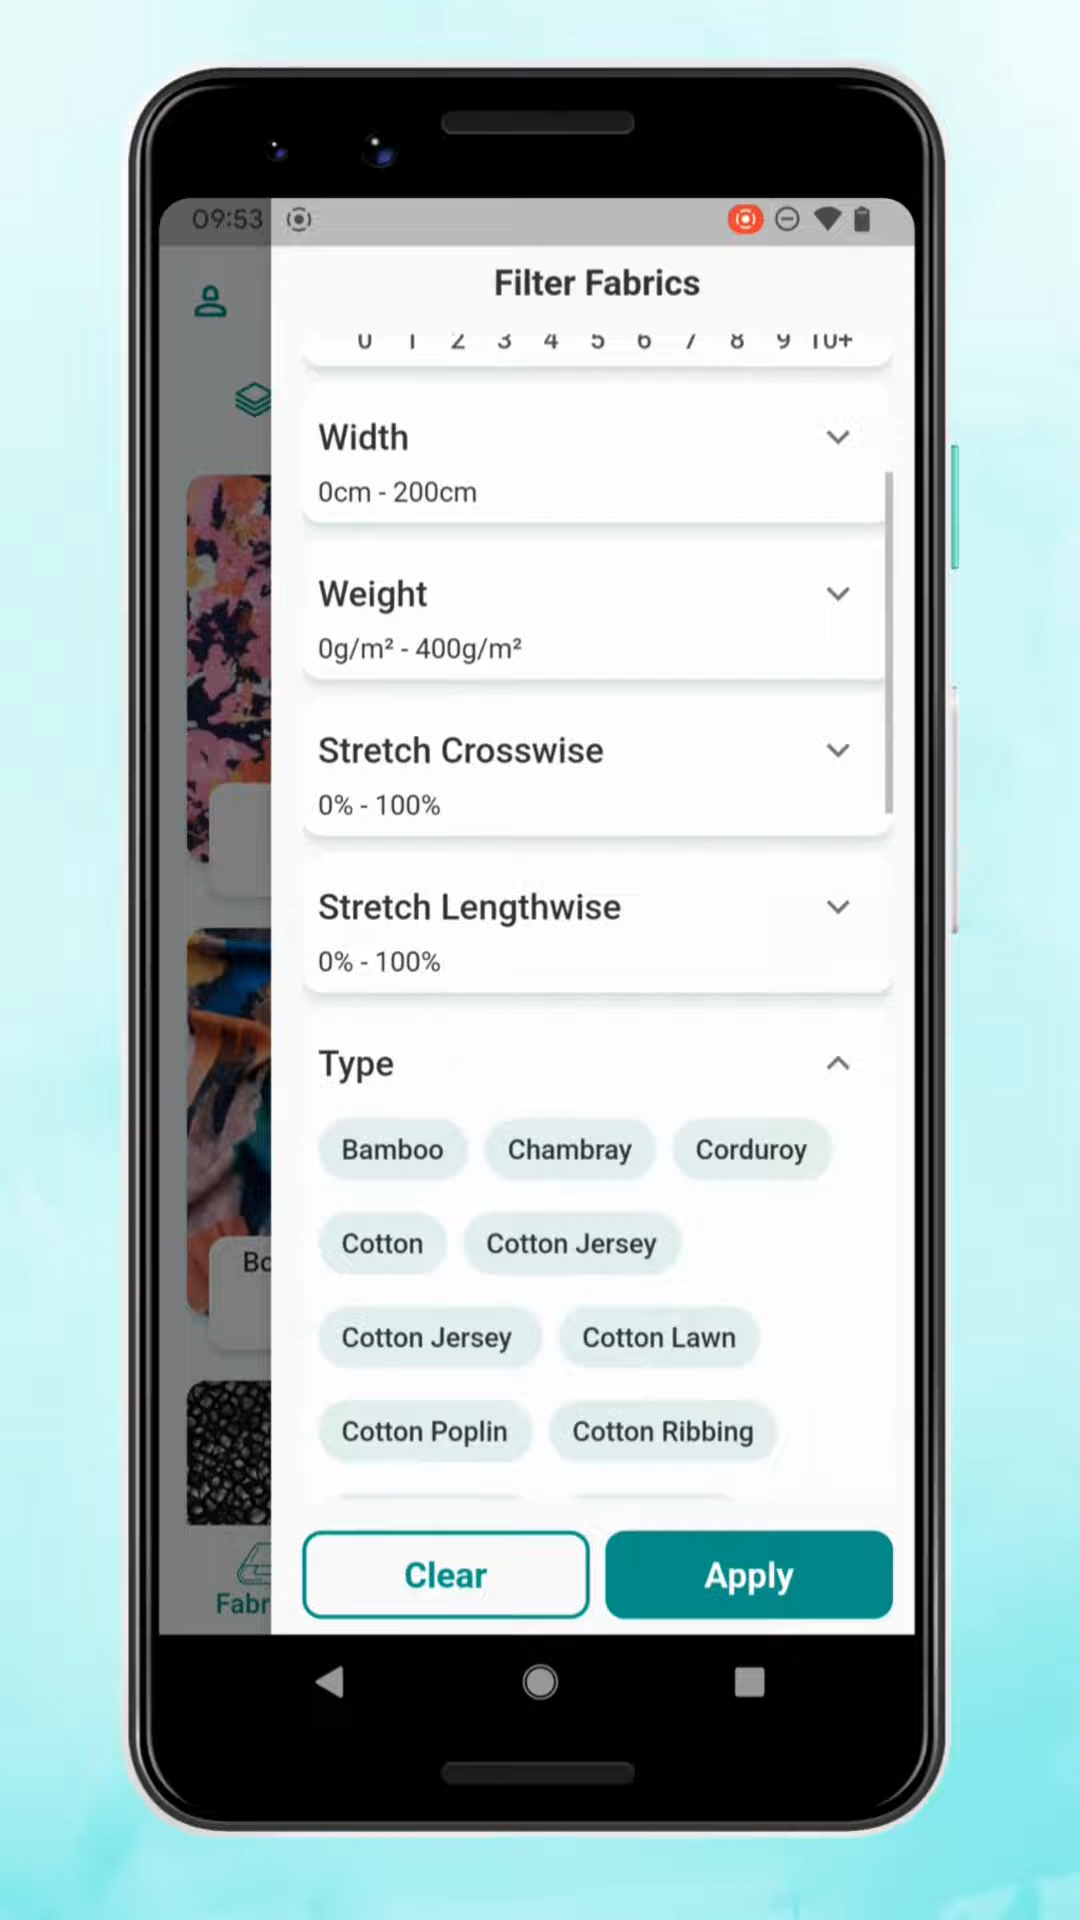 09:53
Filter Fabrics
0 1 2 3 4 5 6 7 8 9 10+
Width
0cm - 200cm
Weight
0g/m² - 400g/m²
Stretch Crosswise
0% - 100%
Stretch Lengthwise
0% - 100%
Type
Bamboo Chambray Corduroy
Cotton Cotton Jersey
Cotton Jersey Cotton Lawn
Cotton Poplin Cotton Ribbing
Bo
Clear Apply
Fabr